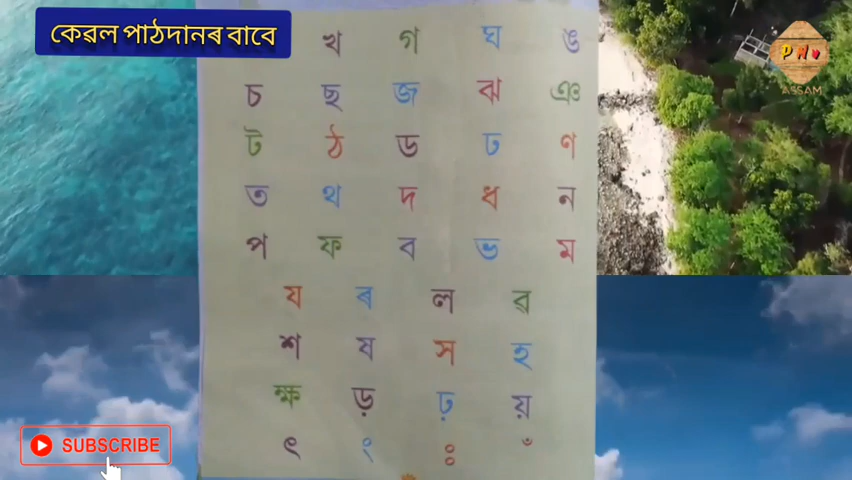 কেৱল পাঠদানৰ বাবে
খ গ ঘ ঙ
চ ছ জ ঝ ঞ
ট ঠ ড ঢ ণ
ত থ দ ধ ন
প ফ ব ভ ম
য ৰ ল ৱ
শ ষ স হ
ক্ষ ড় ঢ় য়
ৎ ং ঃ ঁ
SUBSCRIBE
ASSAM